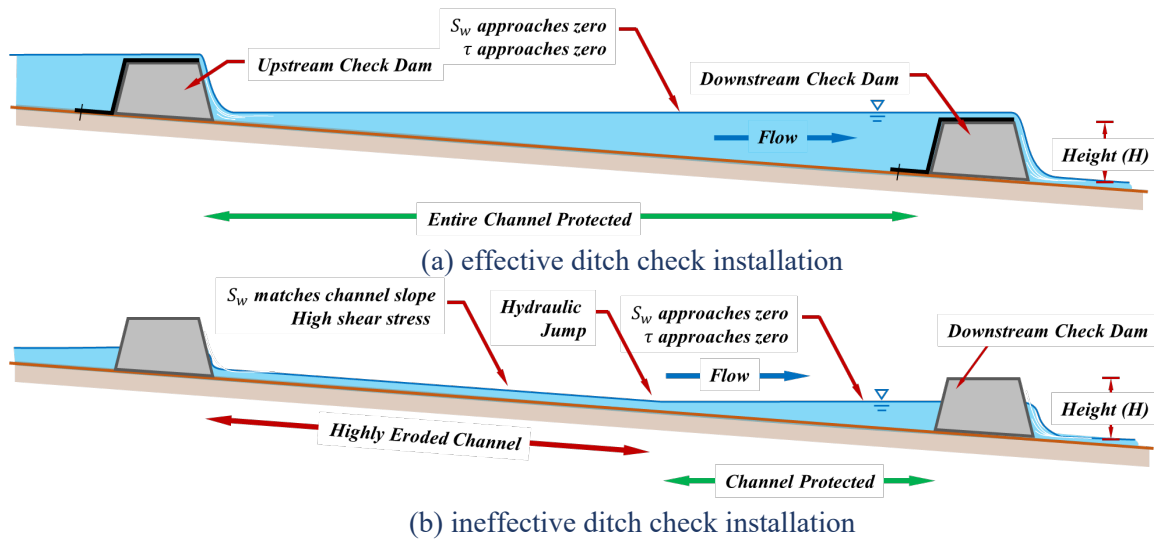 S_w approaches zero
τ approaches zero
Upstream Check Dam
Downstream Check Dam
Flow
Height (H)
Entire Channel Protected
(a) effective ditch check installation
S_w matches channel slope
High shear stress
Hydraulic
Jump
S_w approaches zero
τ approaches zero
Downstream Check Dam
Flow
Height (H)
Highly Eroded Channel
Channel Protected
(b) ineffective ditch check installation